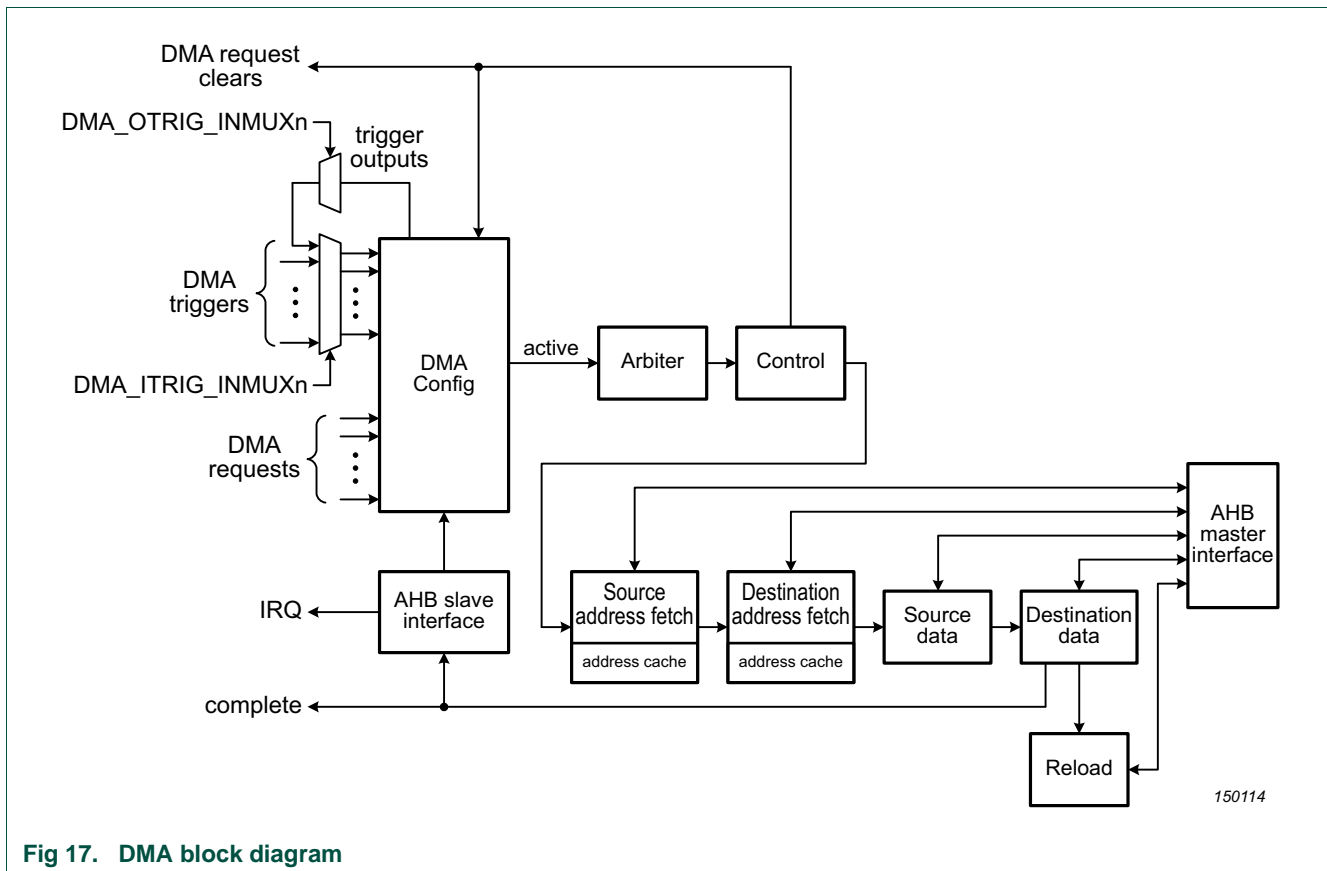 DMA request
clears
DMA_OTRIG_INMUXn
trigger
outputs
DMA
triggers
DMA_ITRIG_INMUXn
DMA
requests
DMA
Config
active
Arbiter
Control
AHB
master
interface
IRQ
AHB slave
interface
Source
address fetch
address cache
Destination
address fetch
address cache
Source
data
Destination
data
complete
Reload
150114
Fig 17. DMA block diagram